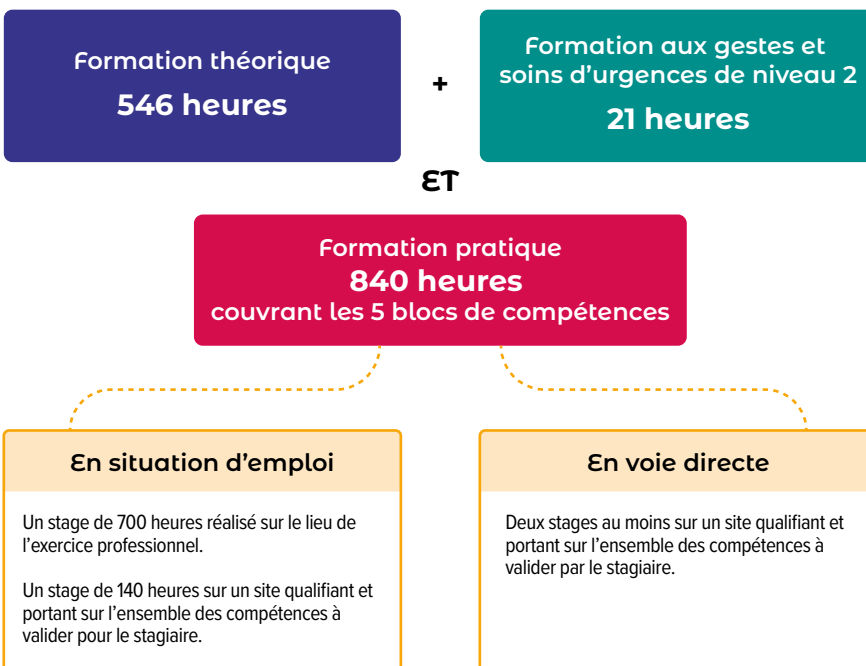 Formation théorique
546 heures
+
Formation aux gestes et
soins d'urgences de niveau 2
21 heures
ET
Formation pratique
840 heures
couvrant les 5 blocs de compétences
En situation d'emploi
Un stage de 700 heures réalisé sur le lieu de
l'exercice professionnel.
Un stage de 140 heures sur un site qualifiant et
portant sur l'ensemble des compétences à
valider pour le stagiaire.
En voie directe
Deux stages au moins sur un site qualifiant et
portant sur l'ensemble des compétences à
valider par le stagiaire.